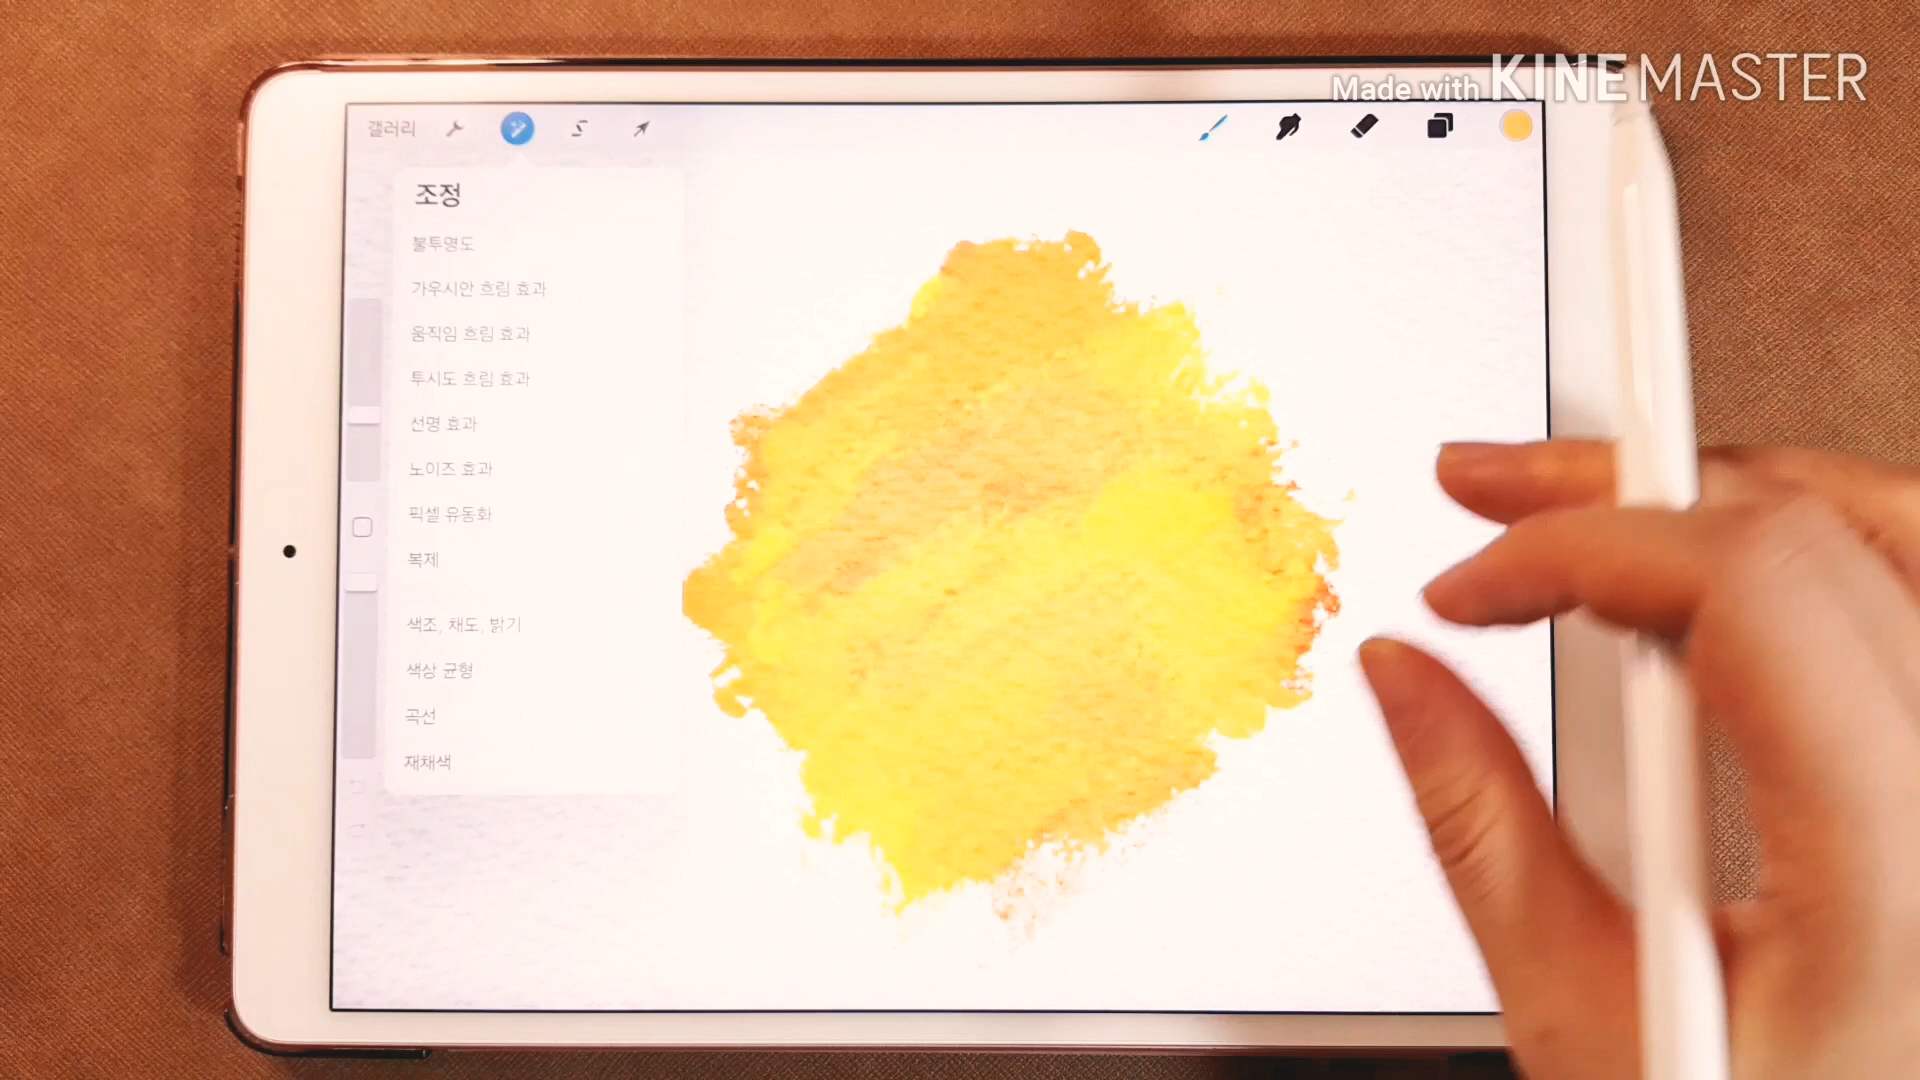 Made with KINEMASTER
갤러리
조정
불투명도
가우시안 흐림 효과
움직임 흐림 효과
투시도 흐림 효과
선명 효과
노이즈 효과
픽셀 유동화
복제
색조, 채도, 밝기
색상 균형
곡선
재채색